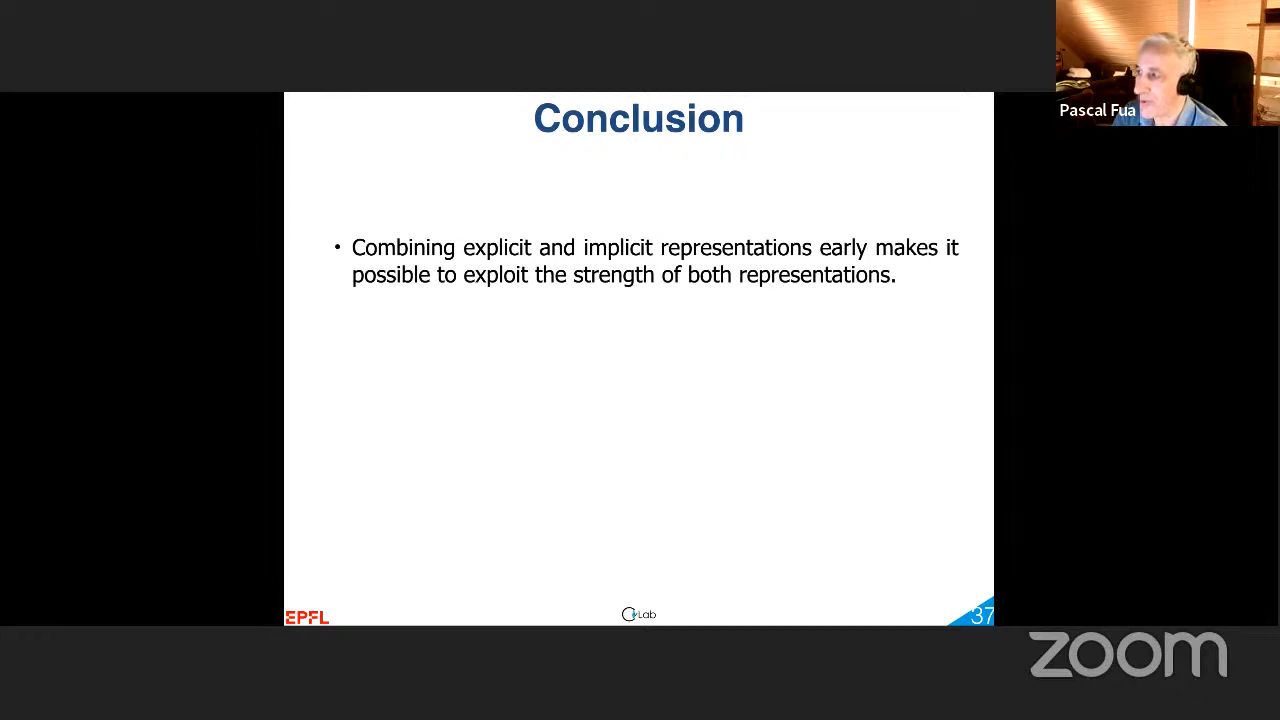 Conclusion
Pascal Fua
• Combining explicit and implicit representations early makes it
possible to exploit the strength of both representations.
EPFL
CVLab
37
zoom